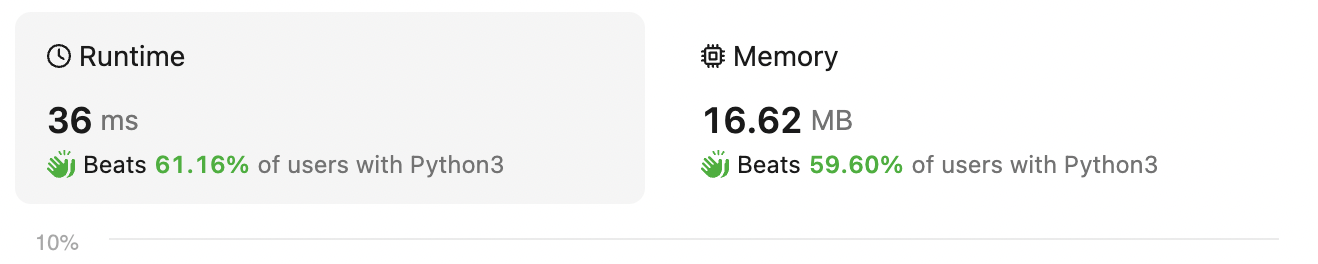 Runtime
36 ms
Beats 61.16% of users with Python3
Memory
16.62 MB
Beats 59.60% of users with Python3
10%